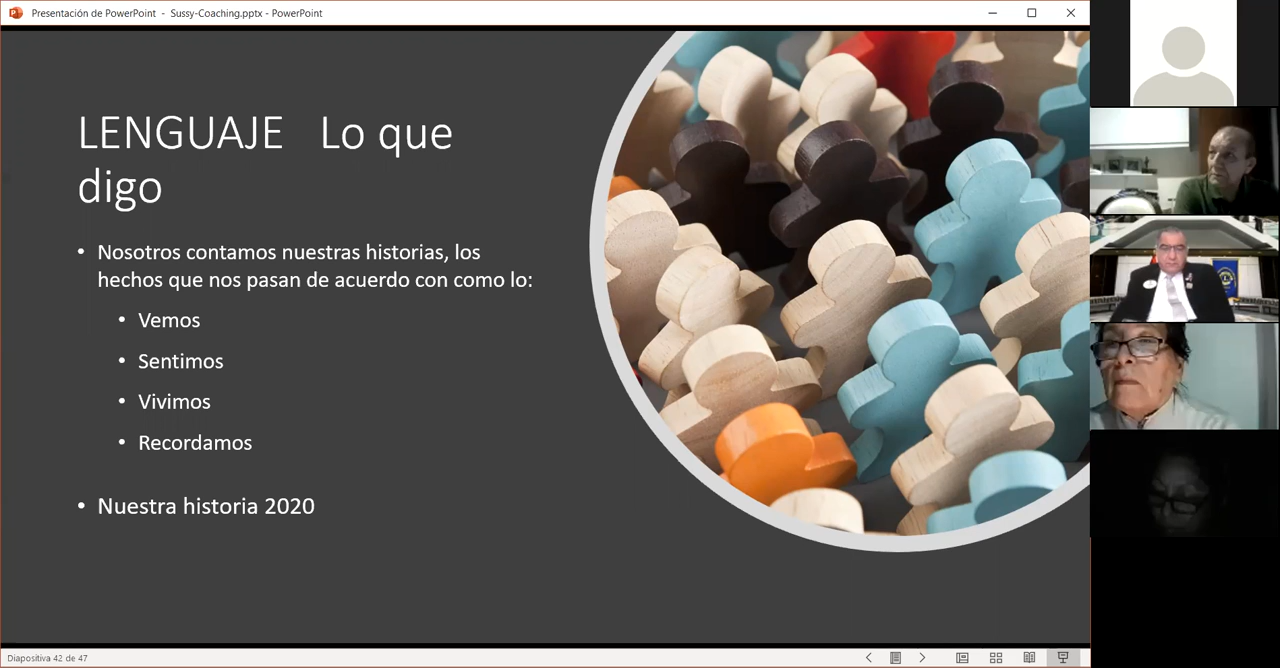 Presentación de PowerPoint - Sussy-Coaching.pptx - PowerPoint
LENGUAJE Lo que
digo
• Nosotros contamos nuestras historias, los
hechos que nos pasan de acuerdo con como lo:
• Vemos
• Sentimos
• Vivimos
• Recordamos
• Nuestra historia 2020
Diapositiva 42 de 47